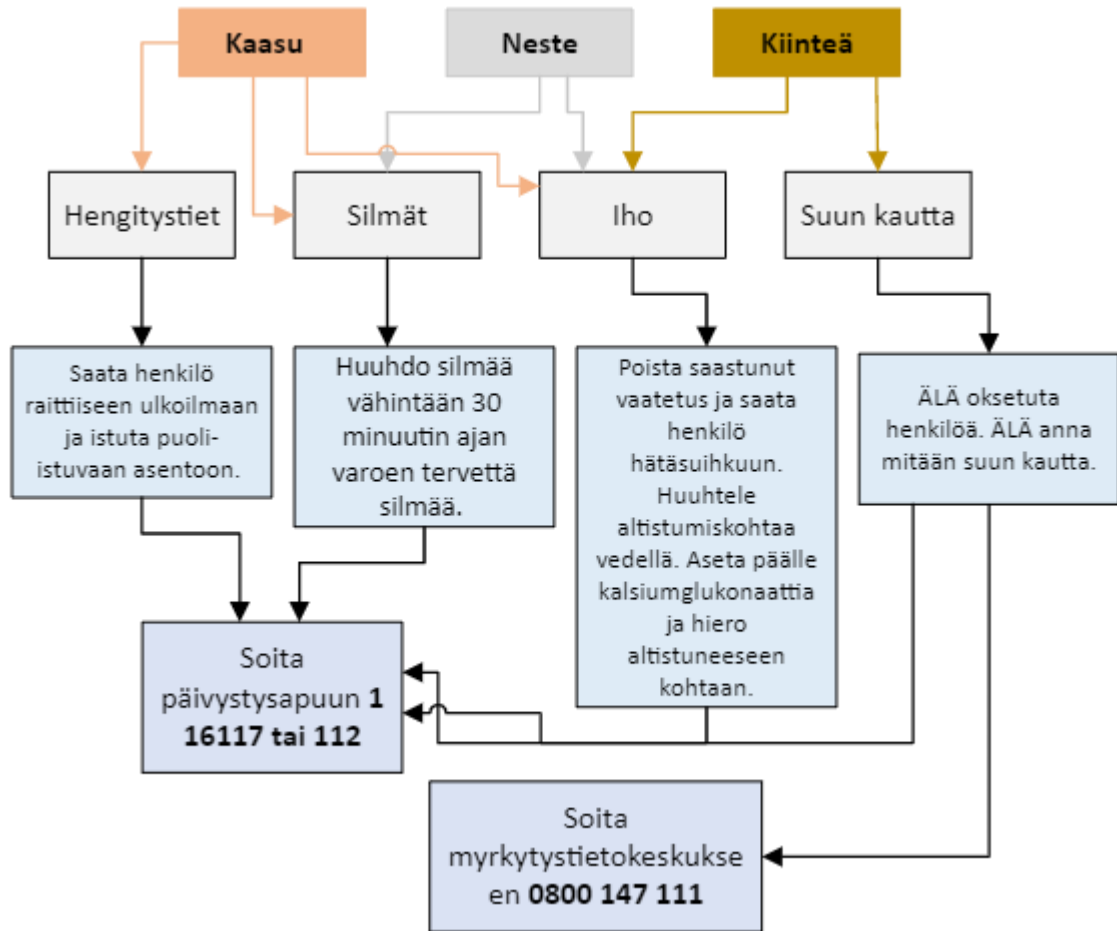 Kaasu
Neste
Kiinteä
Hengitystiet
Silmät
Iho
Suun kautta
Saata henkilö
raittiiseen ulkoilmaan
ja istuta puoli-
istuvaan asentoon.
Huuhdo silmää
vähintään 30
minuutin ajan
varoen tervettä
silmää.
Poista saastunut
vaatetus ja saata
henkilö
hätäsuihkuun.
Huuhtele
altistumiskohtaa
vedellä. Aseta päälle
kalsiumglukonaattia
ja hiero
altistuneeseen
kohtaan.
ÄLÄ oksetuta
henkilöä. ÄLÄ anna
mitään suun kautta.
Soita
päivystysapuun 1
16117 tai 112
Soita
myrkytystietokeskukse
en 0800 147 111